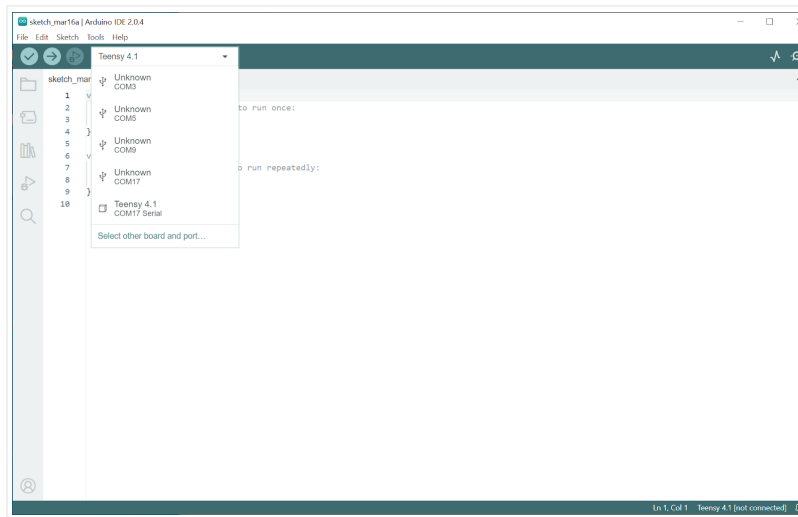 sketch_mar16a | Arduino IDE 2.0.4
File Edit Sketch Tools Help
Teensy 4.1
sketch_mar
Unknown
COM3
Unknown
COM5
Unknown
COM9
Unknown
COM17
Teensy 4.1
COM17 Serial
Select other board and port...
1 v
2 to run once:
3
4 }
5
6 v
7 o run repeatedly:
8
9 }
10
Ln 1, Col 1 Teensy 4.1 [not connected]